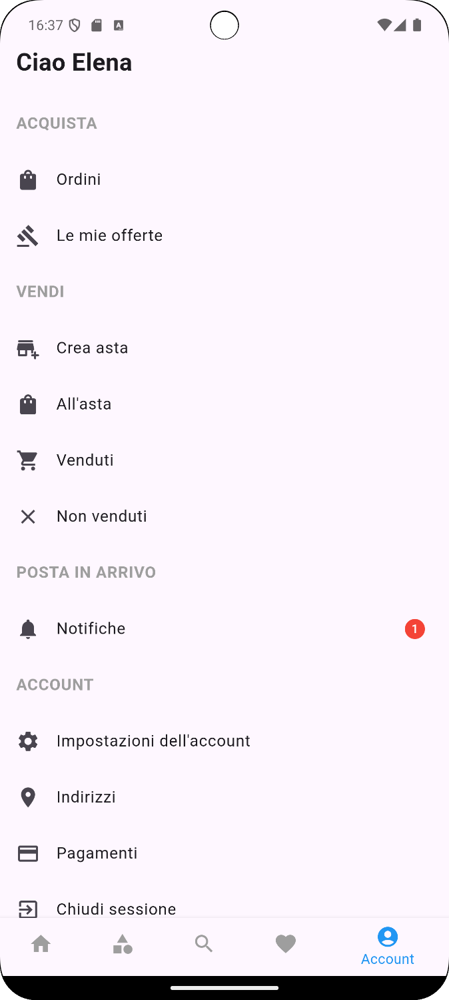 16:37
Ciao Elena
ACQUISTA
Ordini
Le mie offerte
VENDI
Crea asta
All'asta
Venduti
Non venduti
POSTA IN ARRIVO
Notifiche 1
ACCOUNT
Impostazioni dell'account
Indirizzi
Pagamenti
Chiudi sessione
Account